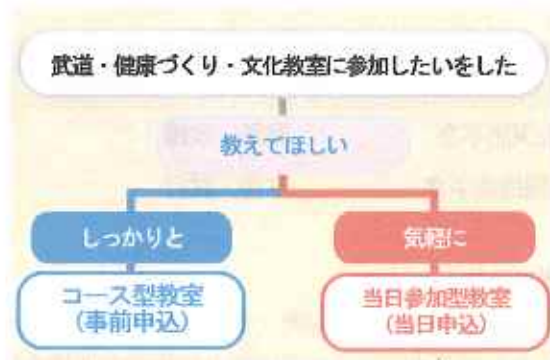 武道・健康づくり・文化教室に参加したいをした
教えてほしい
しっかりと
気軽に
コース型教室
(事前申込)
当日参加型教室
(当日申込)